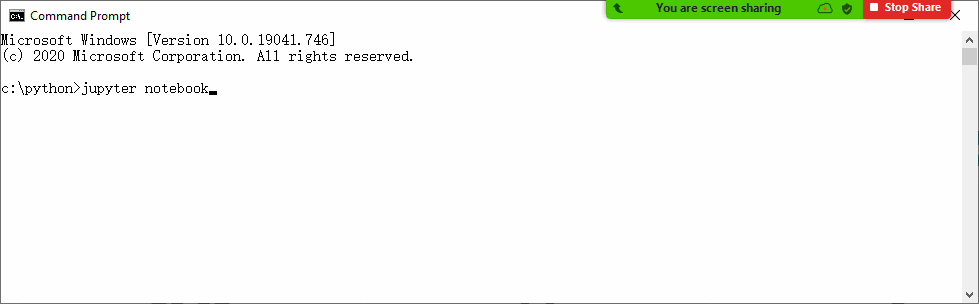 Command Prompt
You are screen sharing
Stop Share
Microsoft Windows [Version 10.0.19041.746]
(c) 2020 Microsoft Corporation. All rights reserved.
c:\python>jupyter notebook